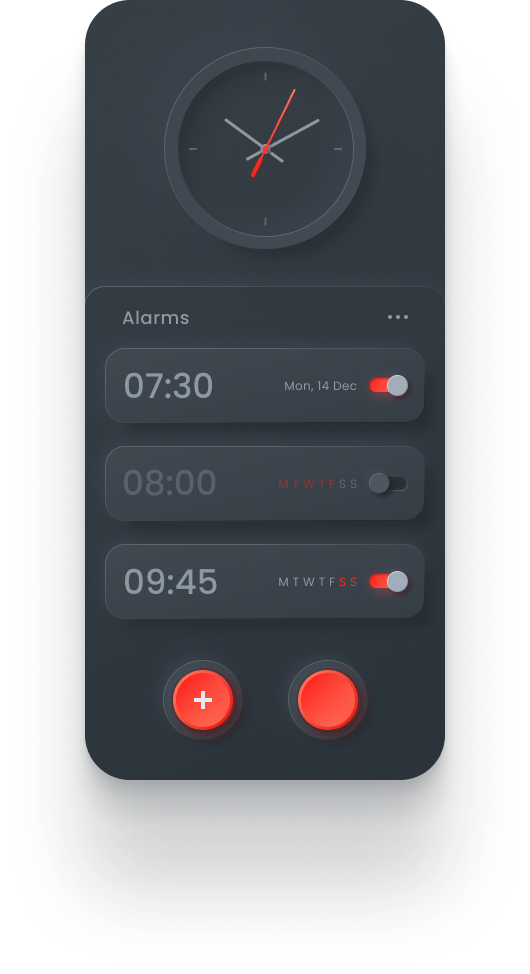 Alarms
07:30 Mon, 14 Dec
08:00 M T W T F S S
09:45 M T W T F S S
+